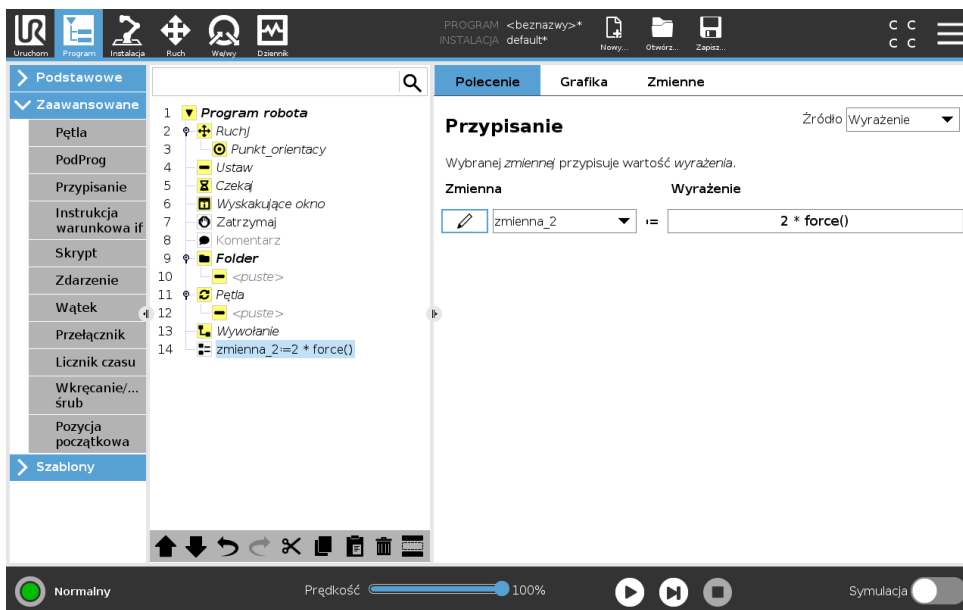 PROGRAM <beznazwy>*
INSTALACJA default*
Uruchom Program Instalacja Ruch We/wy Dziennik Nowy... Otwórz... Zapisz...
C C
C C
Podstawowe
Zaawansowane
Pętla
PodProg
Przypisanie
Instrukcja
warunkowa if
Skrypt
Zdarzenie
Wątek
Przełącznik
Licznik czasu
Wkręcanie/...
śrub
Pozycja
początkowa
Szablony
1 Program robota
2 RuchJ
3 Punkt_orientacy
4 Ustaw
5 Czekaj
6 Wyskakujące okno
7 Zatrzymaj
8 Komentarz
9 Folder
10 <puste>
11 Pętla
12 <puste>
13 Wywołanie
14 zmienna_2:=2 * force()
Polecenie Grafika Zmienne
Przypisanie
Źródło Wyrażenie
Wybranej zmiennej przypisuje wartość wyrażenia.
Zmienna Wyrażenie
zmienna_2 := 2 * force()
Normalny Prędkość 100% Symulacja